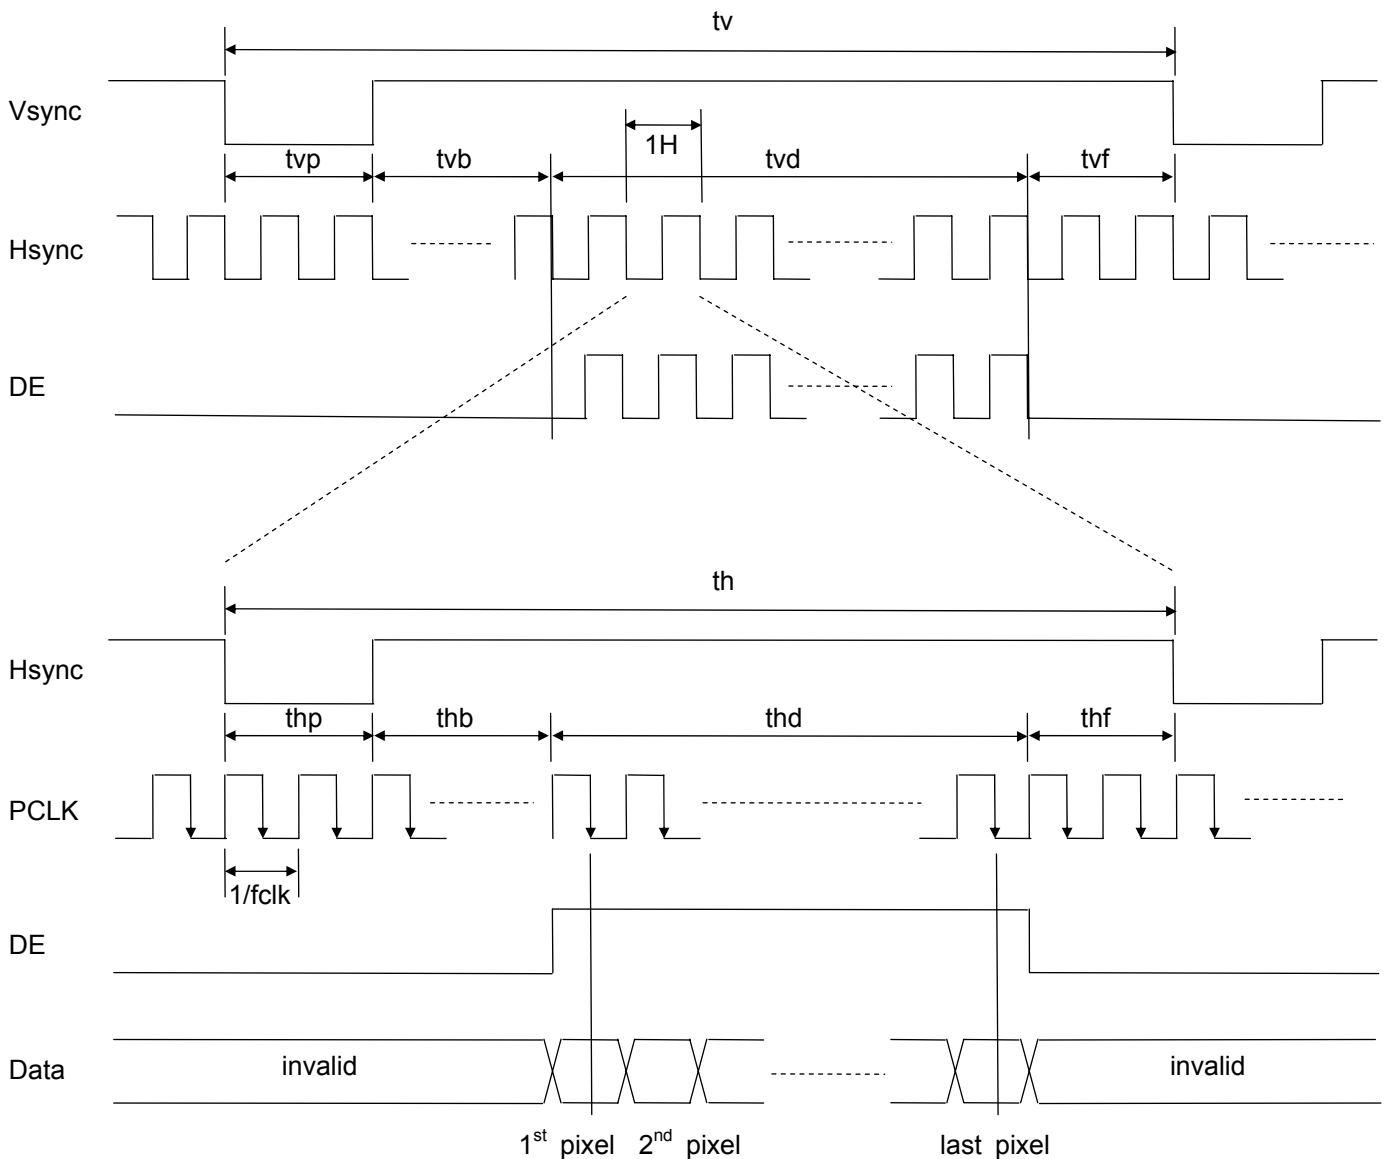 tv
Vsync
1H
tvp tvb tvd tvf
Hsync
DE
th
Hsync
thp thb thd thf
PCLK
1/fclk
DE
Data invalid invalid
1st pixel 2nd pixel last pixel